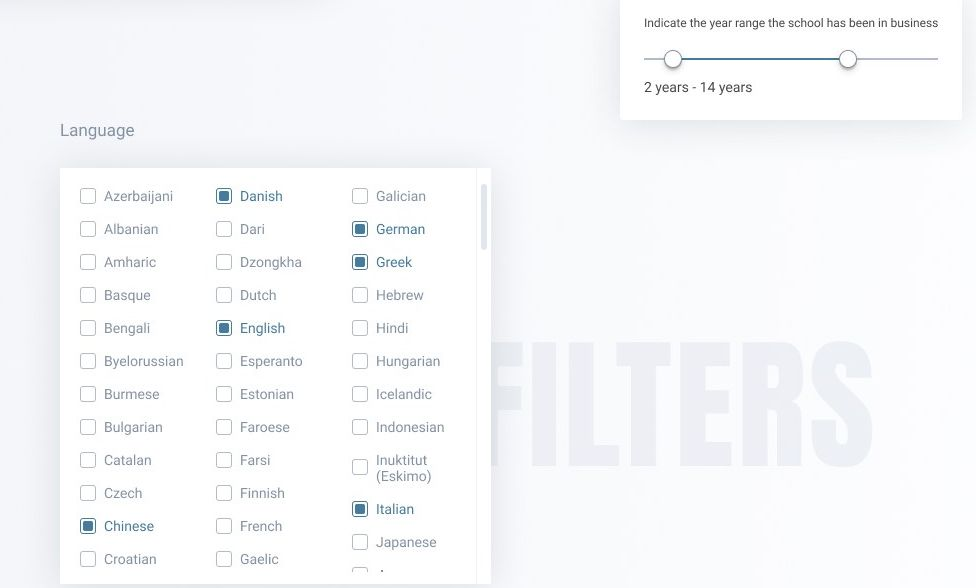 Indicate the year range the school has been in business
2 years - 14 years
Language
Azerbaijani
Albanian
Amharic
Basque
Bengali
Byelorussian
Burmese
Bulgarian
Catalan
Czech
Chinese
Croatian
Danish
Dari
Dzongkha
Dutch
English
Esperanto
Estonian
Faroese
Farsi
Finnish
French
Gaelic
Galician
German
Greek
Hebrew
Hindi
Hungarian
Icelandic
Indonesian
Inuktitut
(Eskimo)
Italian
Japanese
FILTERS